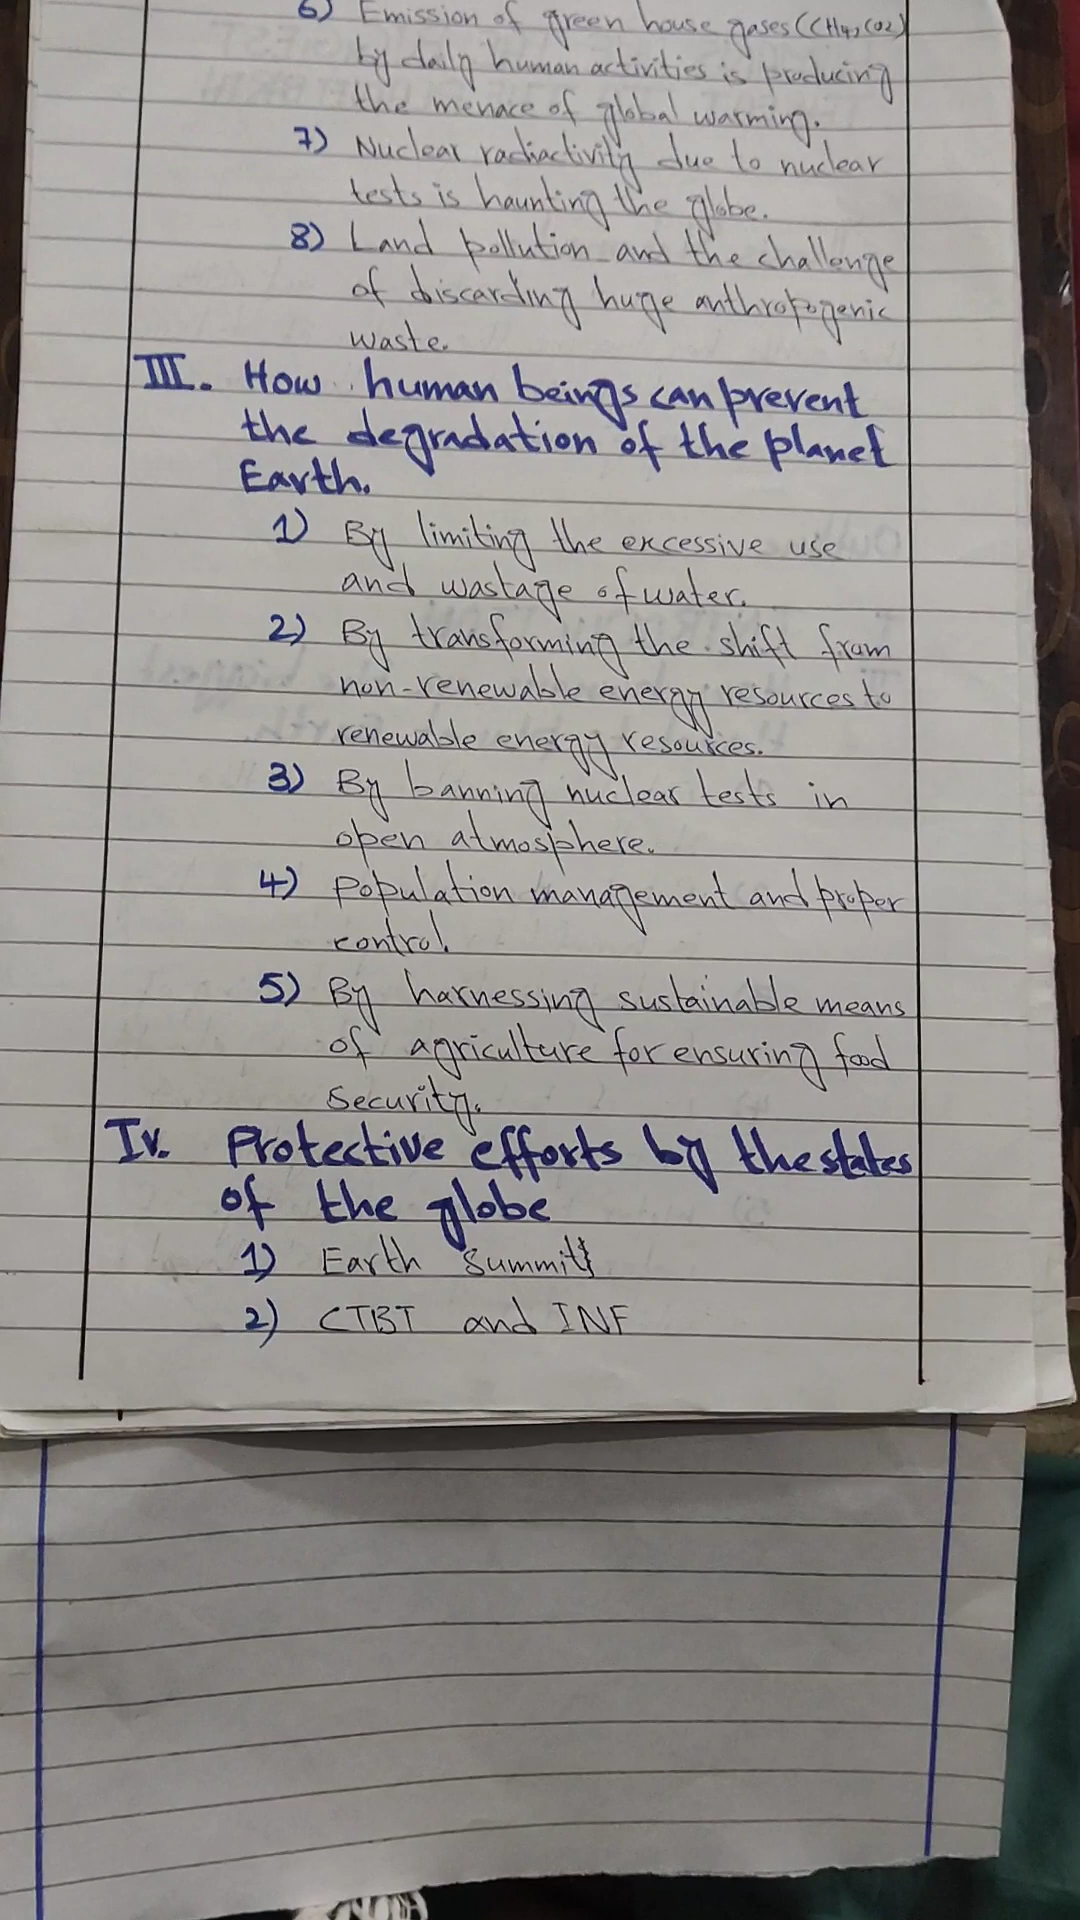 6) Emission of green house gases (CH4, CO2)
by daily human activities is producing
the menace of global warming.
7) Nuclear radiactivity due to nuclear
tests is haunting the globe.
8) Land pollution and the challenge
of discarding huge anthropogenic
waste.
III. How human beings can prevent
the degradation of the planet
Earth.
1) By limiting the excessive use
and wastage of water.
2) By transforming the shift from
non-renewable energy resources to
renewable energy resources.
3) By banning nuclear tests in
open atmosphere.
4) Population management and proper
control.
5) By harnessing sustainable means
of agriculture for ensuring food
security.
Iv. Protective efforts by the states
of the globe
1) Earth Summit
2) CTBT and INF